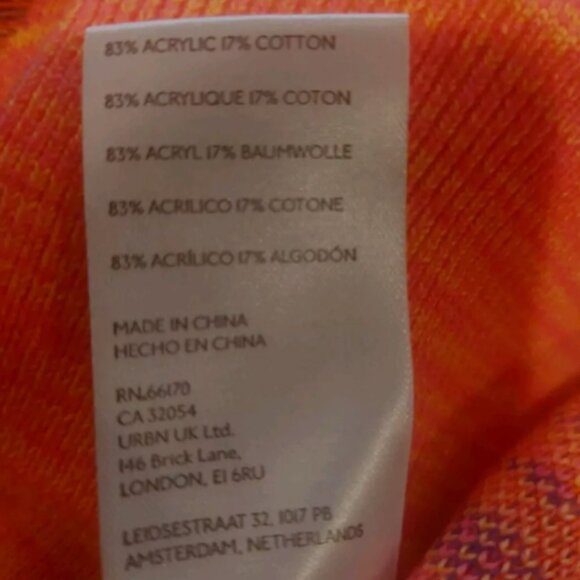 83% ACRYLIC 17% COTTON
83% ACRYLIQUE 17% COTON
83% ACRYL 17% BAUMWOLLE
83% ACRILICO 17% COTONE
83% ACRÍLICO 17% ALGODÓN
MADE IN CHINA
HECHO EN CHINA
RN.66170
CA 32054
URBN UK Ltd.
146 Brick Lane,
LONDON, E1 6RU
LEIDSESTRAAT 32, 1017 PB
AMSTERDAM, NETHERLANDS